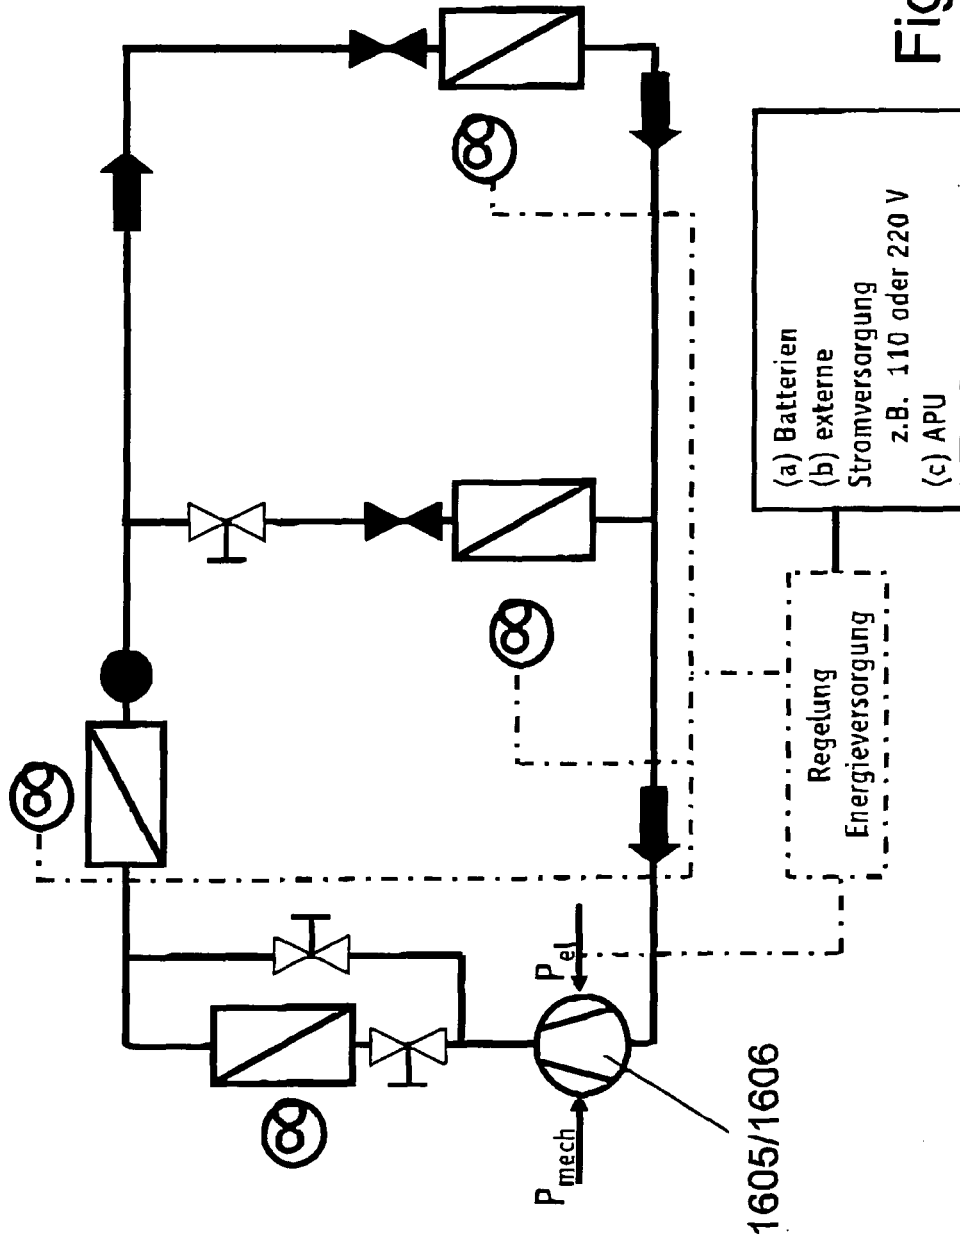 Fig
(a) Batterien
(b) externe
Stromversorgung
z.B. 110 oder 220 V
(c) APU
Regelung
Energieversorgung
P el
P mech
1605/1606